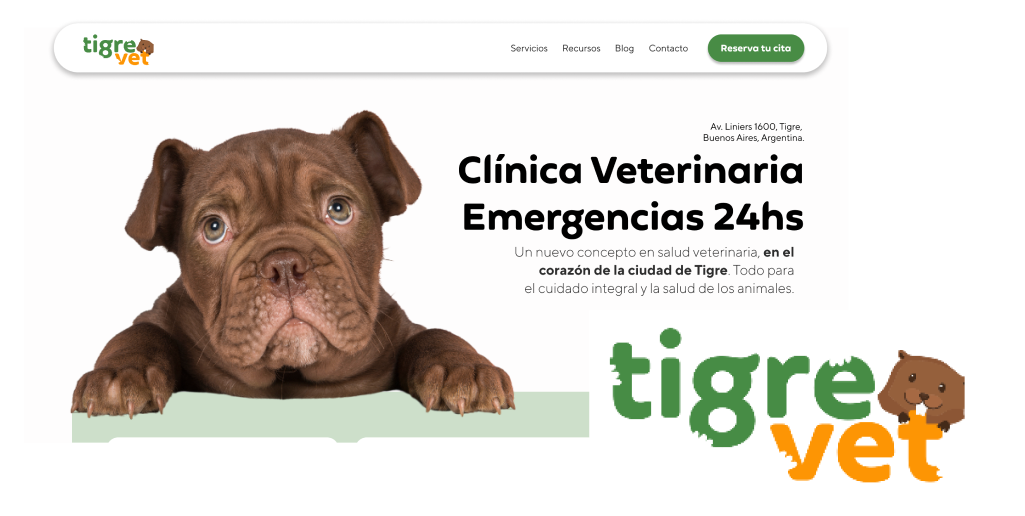 tigre
vet
Servicios Recursos Blog Contacto Reserva tu cita
Av. Liniers 1600, Tigre,
Buenos Aires, Argentina.
Clínica Veterinaria
Emergencias 24hs
Un nuevo concepto en salud veterinaria, en el
corazón de la ciudad de Tigre. Todo para
el cuidado integral y la salud de los animales.
tigre
vet